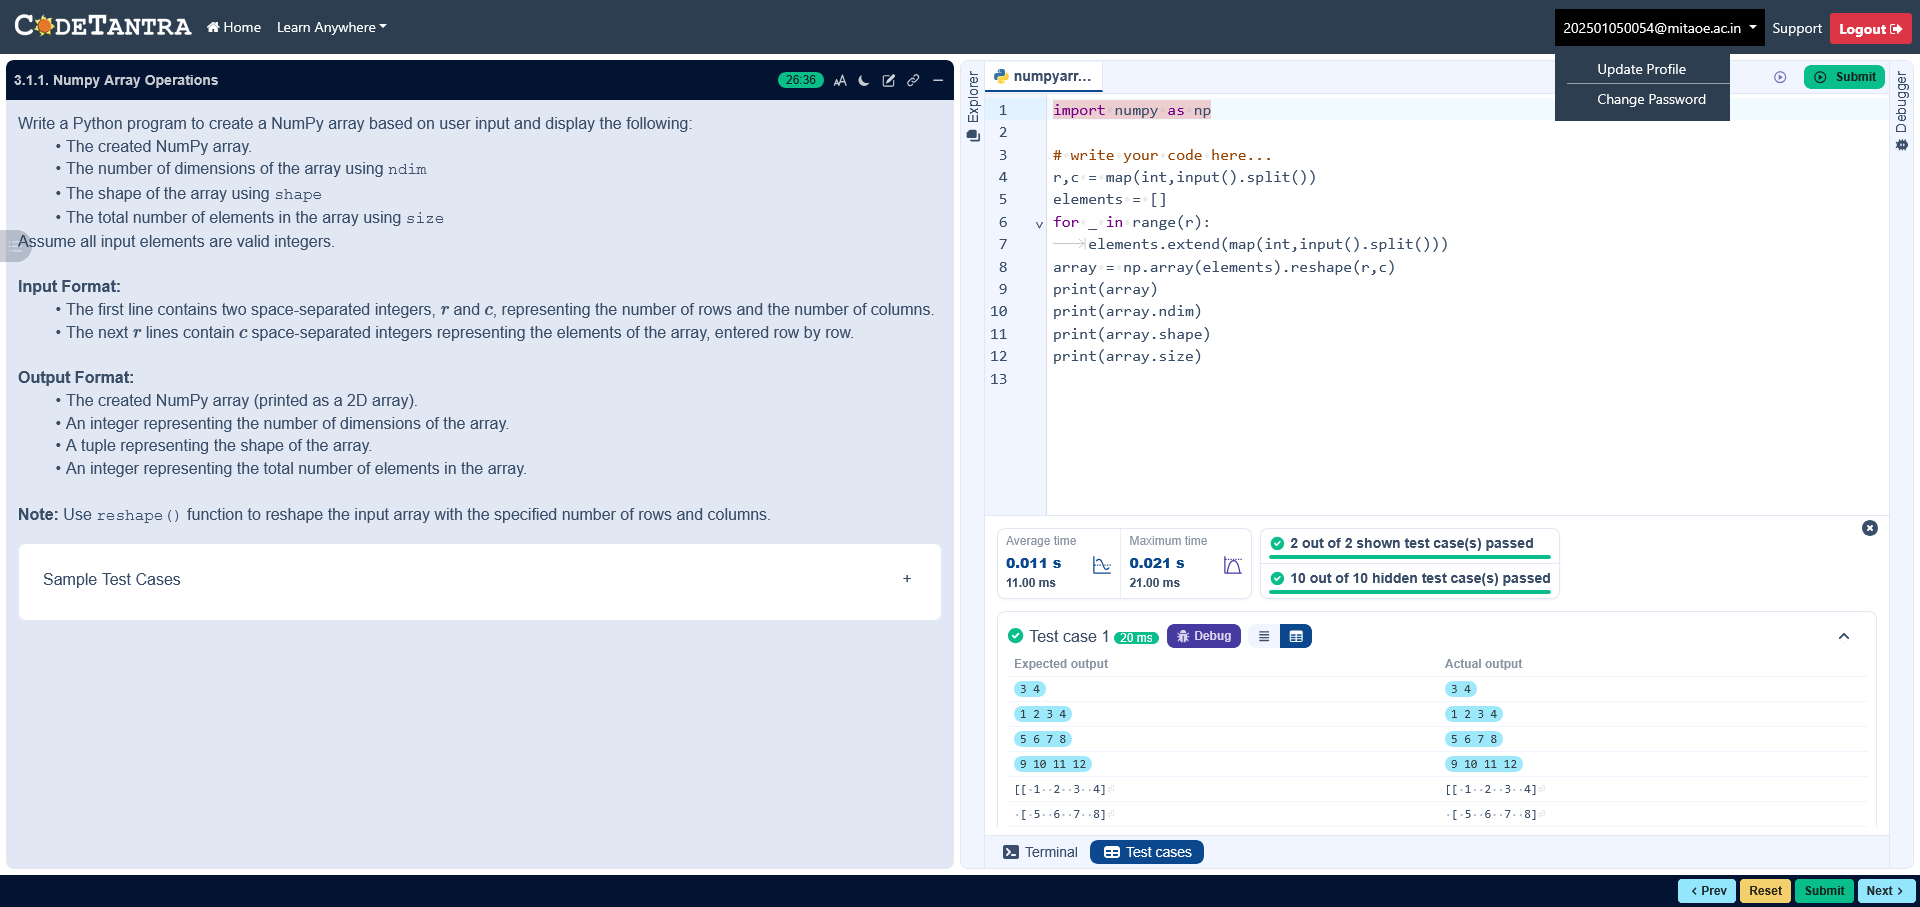 CODETANTRA Home Learn Anywhere 202501050054@mitaoe.ac.in Support Logout
Update Profile
Change Password
3.1.1. Numpy Array Operations 26:36
Write a Python program to create a NumPy array based on user input and display the following:
• The created NumPy array.
• The number of dimensions of the array using ndim
• The shape of the array using shape
• The total number of elements in the array using size
Assume all input elements are valid integers.
Input Format:
• The first line contains two space-separated integers, r and c, representing the number of rows and the number of columns.
• The next r lines contain c space-separated integers representing the elements of the array, entered row by row.
Output Format:
• The created NumPy array (printed as a 2D array).
• An integer representing the number of dimensions of the array.
• A tuple representing the shape of the array.
• An integer representing the total number of elements in the array.
Note: Use reshape() function to reshape the input array with the specified number of rows and columns.
Sample Test Cases +
Explorer
numpyarr...
Submit
Debugger
1 import numpy as np
2
3 # write your code here...
4 r,c = map(int,input().split())
5 elements = []
6 for _ in range(r):
7 elements.extend(map(int,input().split()))
8 array = np.array(elements).reshape(r,c)
9 print(array)
10 print(array.ndim)
11 print(array.shape)
12 print(array.size)
13
Average time
0.011 s
11.00 ms
Maximum time
0.021 s
21.00 ms
2 out of 2 shown test case(s) passed
10 out of 10 hidden test case(s) passed
Test case 1 20 ms Debug
Expected output Actual output
3 4 3 4
1 2 3 4 1 2 3 4
5 6 7 8 5 6 7 8
9 10 11 12 9 10 11 12
[[·1··2··3··4] [[·1··2··3··4]
·[·5··6··7··8] ·[·5··6··7··8]
Terminal Test cases
< Prev Reset Submit Next >